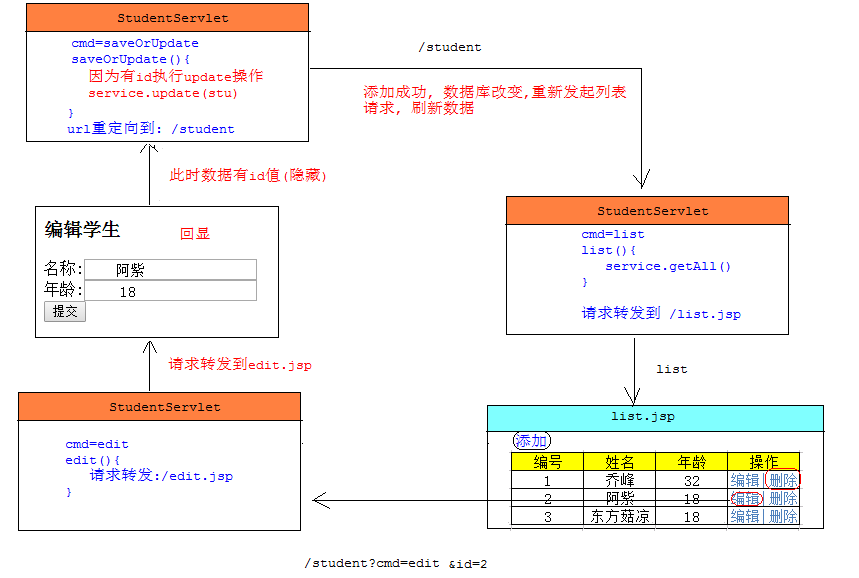 StudentServlet
cmd=saveOrUpdate
saveOrUpdate(){
因为有id执行update操作
service.update(stu)
}
url重定向到: /student
/student
添加成功, 数据库改变,重新发起列表
请求, 刷新数据
此时数据有id值(隐藏)
编辑学生
回显
名称: 阿紫
年龄: 18
提交
StudentServlet
cmd=list
list(){
service.getAll()
}
请求转发到 /list.jsp
请求转发到edit.jsp
list
StudentServlet
cmd=edit
edit(){
请求转发:/edit.jsp
}
list.jsp
添加
编号 姓名 年龄 操作
1 乔峰 32 编辑|删除
2 阿紫 18 编辑|删除
3 东方菇凉 18 编辑|删除
/student?cmd=edit &id=2